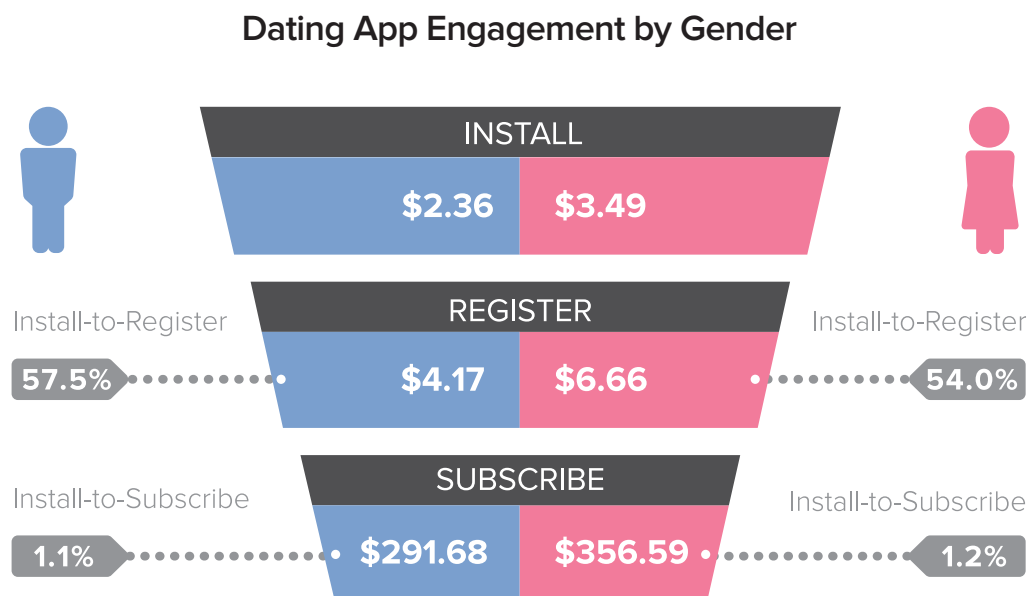 Dating App Engagement by Gender
INSTALL
$2.36 $3.49
REGISTER
Install-to-Register Install-to-Register
57.5% $4.17 $6.66 54.0%
SUBSCRIBE
Install-to-Subscribe Install-to-Subscribe
1.1% $291.68 $356.59 1.2%